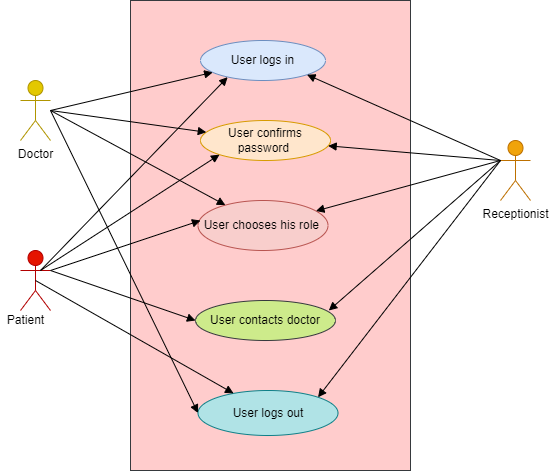 User logs in
Doctor
User confirms
password
Receptionist
User chooses his role
Patient
User contacts doctor
User logs out